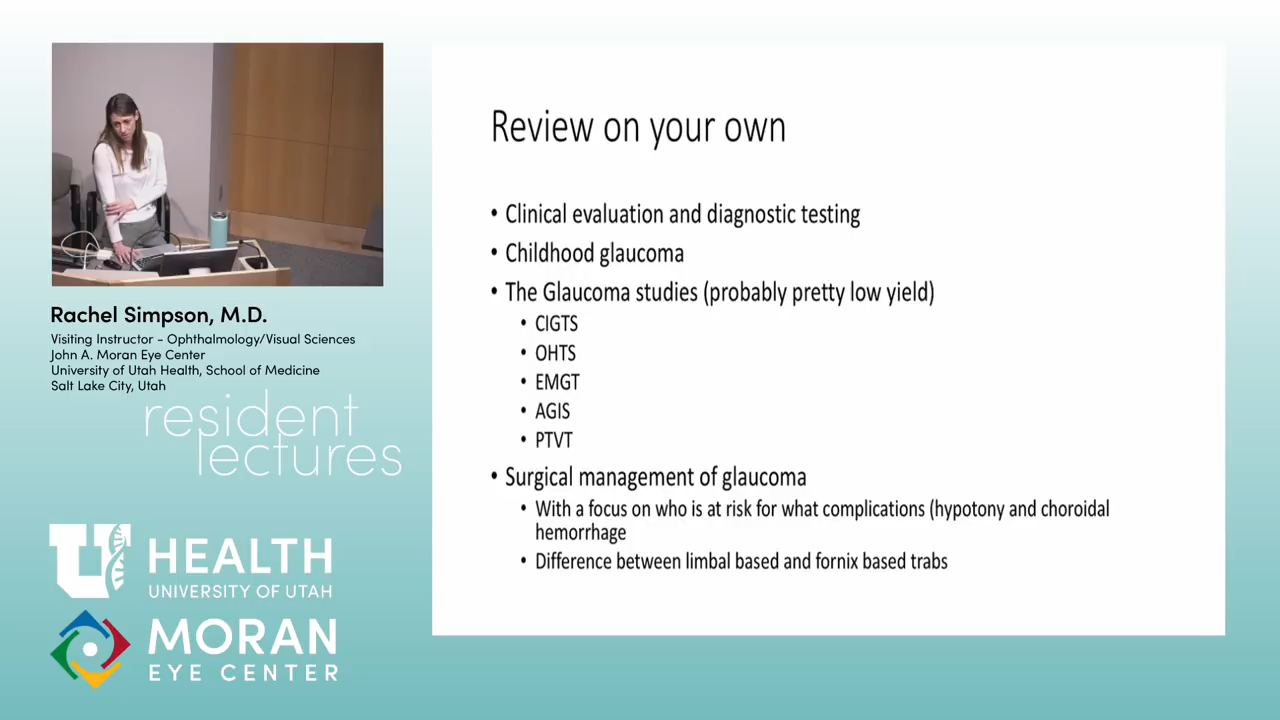 Review on your own
• Clinical evaluation and diagnostic testing
• Childhood glaucoma
• The Glaucoma studies (probably pretty low yield)
• CIGTS
• OHTS
• EMGT
• AGIS
• PTVT
• Surgical management of glaucoma
• With a focus on who is at risk for what complications (hypotony and choroidal
hemorrhage
• Difference between limbal based and fornix based trabs
Rachel Simpson, M.D.
Visiting Instructor - Ophthalmology/Visual Sciences
John A. Moran Eye Center
University of Utah Health, School of Medicine
Salt Lake City, Utah
resident
lectures
U HEALTH
UNIVERSITY OF UTAH
MORAN
EYE CENTER